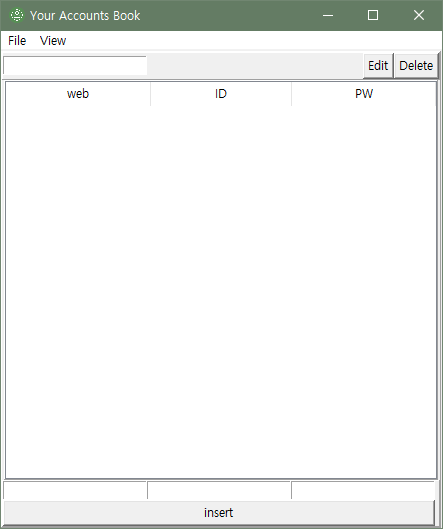 Your Accounts Book
File View
Edit Delete
web ID PW
insert